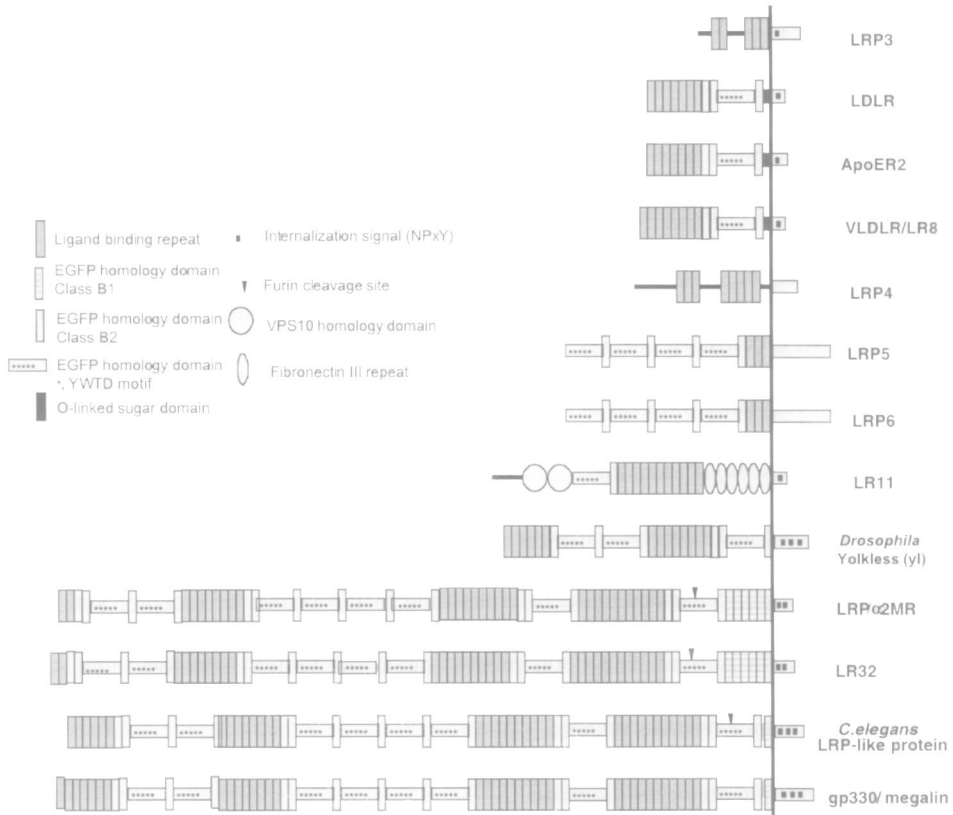 LRP3
LDLR
ApoER2
VLDLR/LR8
LRP4
LRP5
LRP6
LR11
Drosophila
Yolkless (yl)
LRP/α2MR
LR32
C.elegans
LRP-like protein
gp330/ megalin
Ligand binding repeat
EGFP homology domain
Class B1
EGFP homology domain
Class B2
EGFP homology domain
*, YWTD motif
O-linked sugar domain
Internalization signal (NPxY)
Furin cleavage site
VPS10 homology domain
Fibronectin III repeat